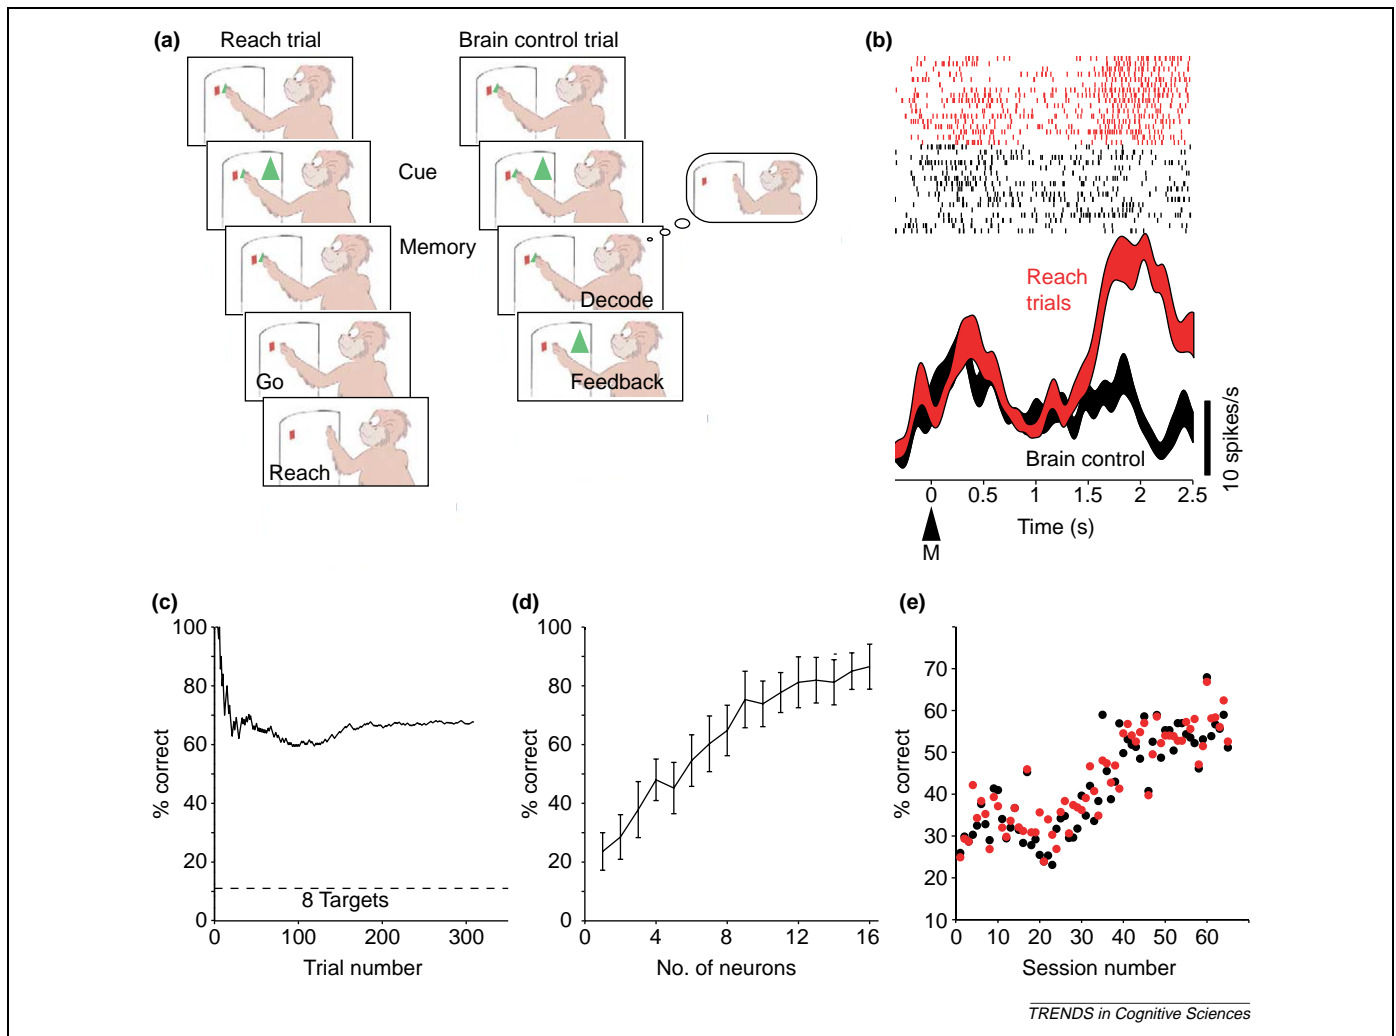 (a)
Reach trial
Brain control trial
Cue
Memory
Decode
Go
Feedback
Reach
(b)
Reach
trials
Brain control
10 spikes/s
0 0.5 1 1.5 2 2.5
Time (s)
M
(c)
100
80
60
40
20
0
% correct
8 Targets
0 100 200 300
Trial number
(d)
100
80
60
40
20
0
% correct
0 4 8 12 16
No. of neurons
(e)
70
60
50
40
30
20
10
% correct
0 10 20 30 40 50 60
Session number
TRENDS in Cognitive Sciences